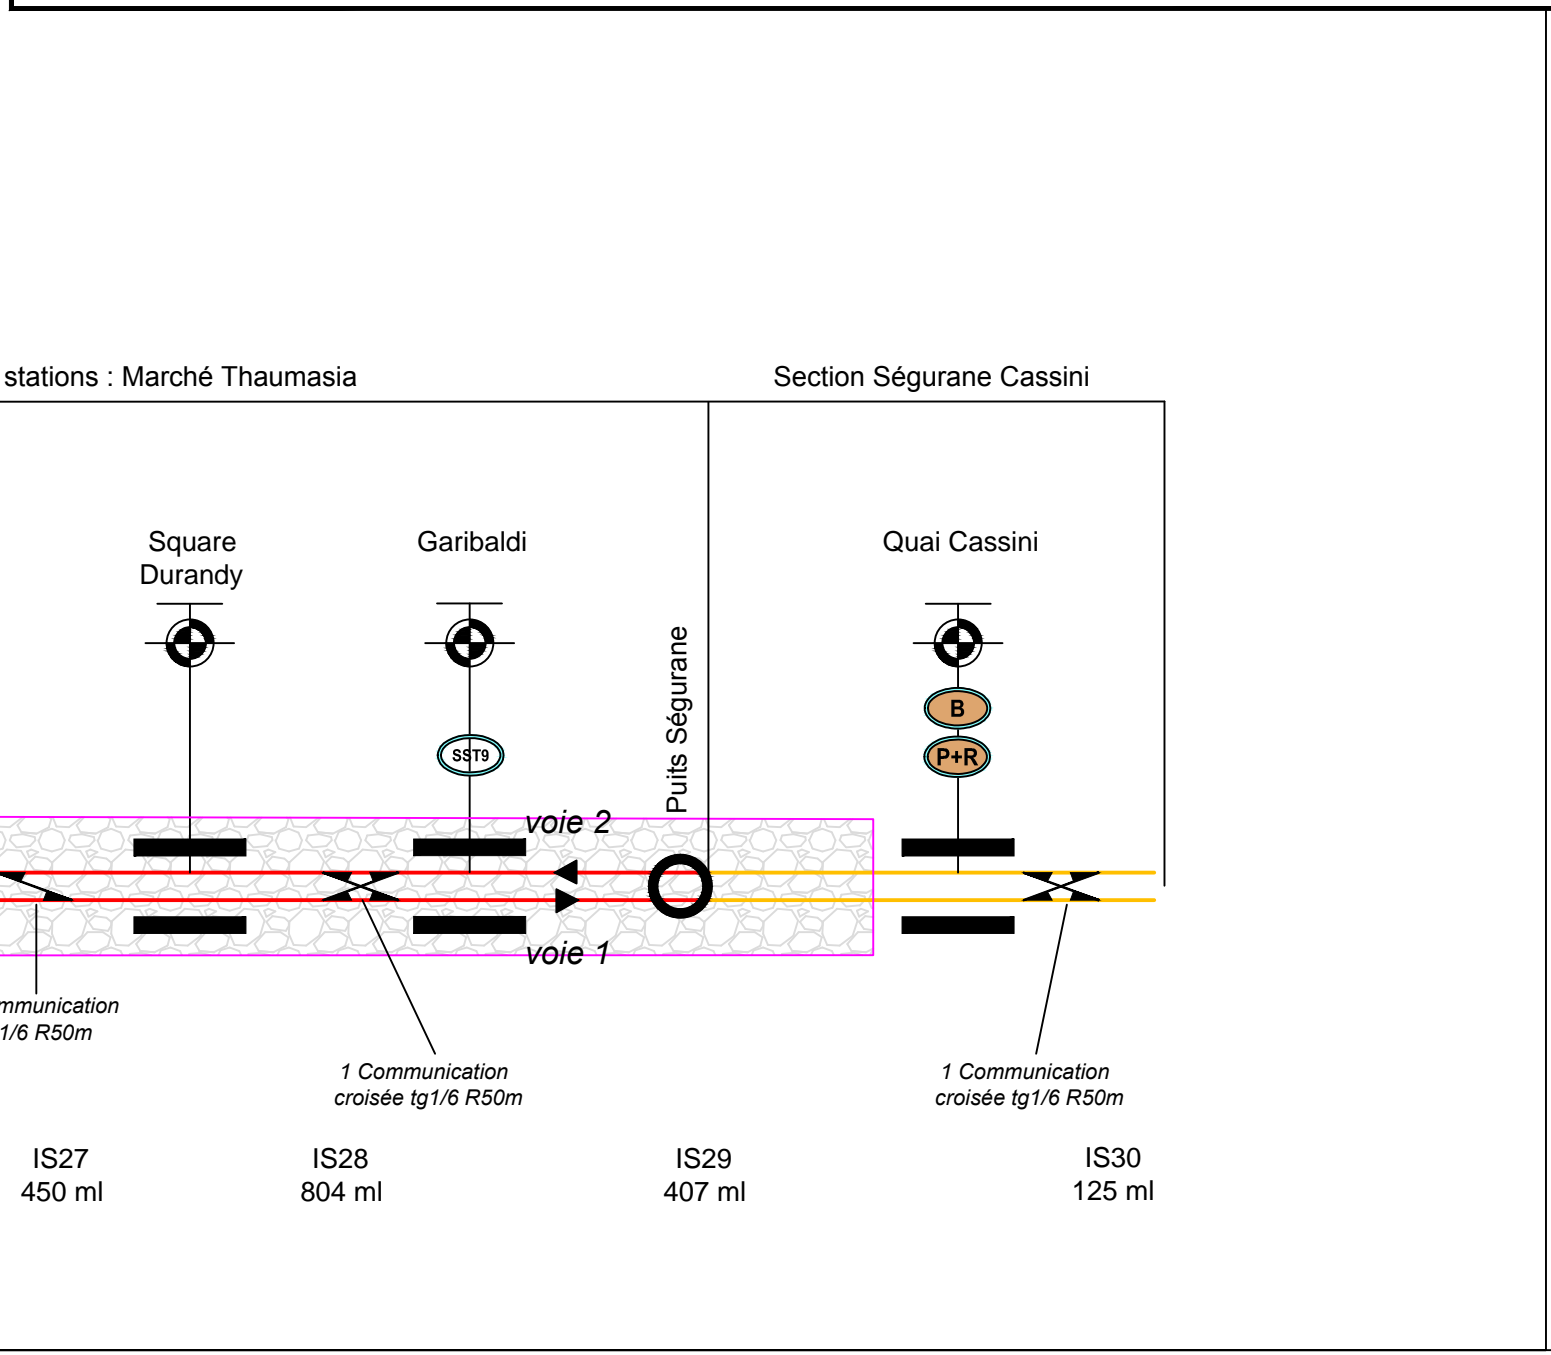 stations : Marché Thaumasia
Section Ségurane Cassini
Square
Durandy
Garibaldi
Quai Cassini
Puits Ségurane
B
SST9
P+R
voie 2
voie 1
1/6 R50m
1 Communication
croisée tg1/6 R50m
1 Communication
croisée tg1/6 R50m
IS27
450 ml
IS28
804 ml
IS29
407 ml
IS30
125 ml